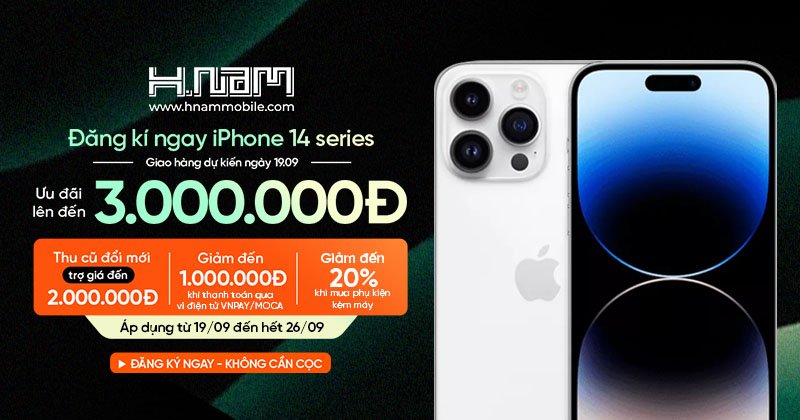 H.NAM
www.hnammobile.com
Đăng kí ngay iPhone 14 series
Giao hàng dự kiến ngày 19.09
Ưu đãi
lên đến
3.000.000Đ
Thu cũ đổi mới
trợ giá đến
2.000.000Đ
Giảm đến
1.000.000Đ
khi thanh toán qua
ví điện tử VNPAY/MOCA
Giảm đến
20%
khi mua phụ kiện
kèm máy
Áp dụng từ 19/09 đến hết 26/09
ĐĂNG KÝ NGAY - KHÔNG CẦN CỌC